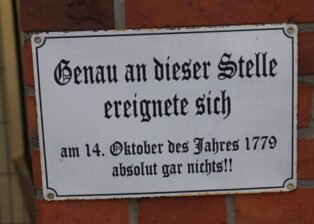 Genau an dieser Stelle
ereignete sich
am 14. Oktober des Jahres 1779
absolut gar nichts!!